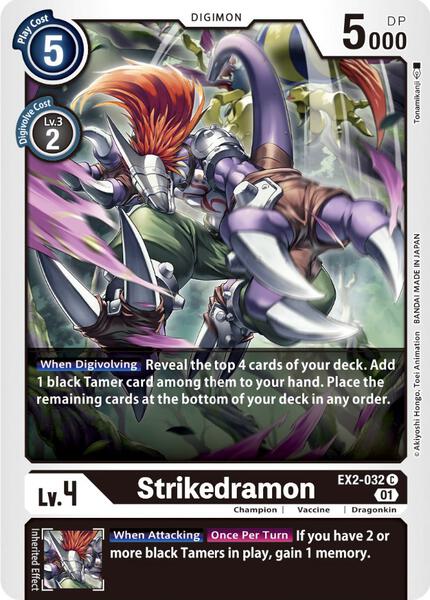 Play Cost
5
DIGIMON
DP
5000
Digivolve Cost
Lv.3
2
Tonamikanji
© Akiyoshi Hongo, Toei Animation BANDAI MADE IN JAPAN
When Digivolving Reveal the top 4 cards of your deck. Add
1 black Tamer card among them to your hand. Place the
remaining cards at the bottom of your deck in any order.
Lv.4
Strikedramon
EX2-032 C
01
Champion | Vaccine | Dragonkin
Inherited Effect
When Attacking Once Per Turn If you have 2 or
more black Tamers in play, gain 1 memory.